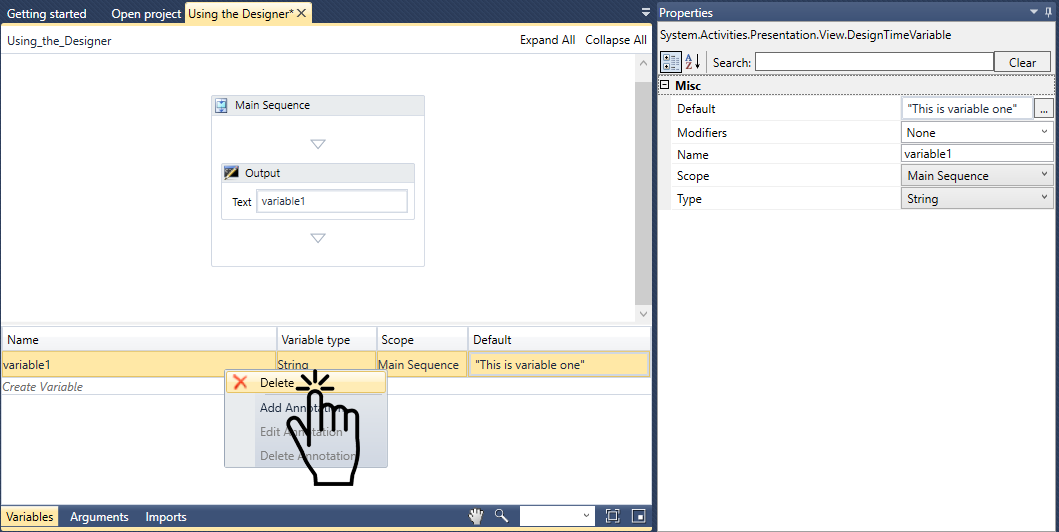 Getting started Open project Using the Designer*
Using_the_Designer Expand All Collapse All
Main Sequence
Output
Text variable1
Name Variable type Scope Default
variable1 String Main Sequence "This is variable one"
Create Variable
Delete
Add Annotation
Edit Annotation
Delete Annotation
Variables Arguments Imports
Properties
System.Activities.Presentation.View.DesignTimeVariable
Search: Clear
Misc
Default "This is variable one" ...
Modifiers None
Name variable1
Scope Main Sequence
Type String